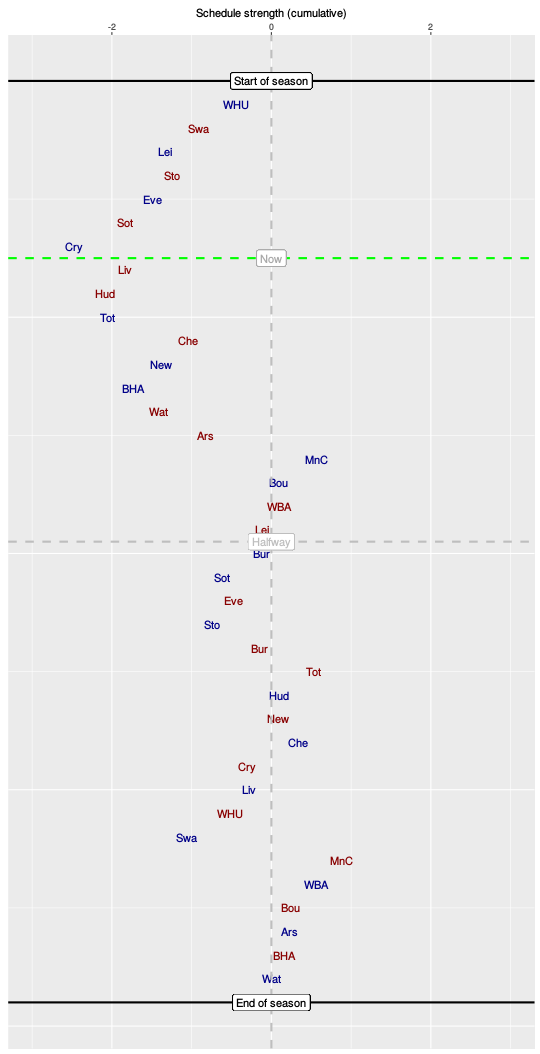 Schedule strength (cumulative)
-2 0 2
Start of season
WHU
Swa
Lei
Sto
Eve
Sot
Cry
Now
Liv
Hud
Tot
Che
New
BHA
Wat
Ars
MnC
Bou
WBA
Lei
Halfway
Bur
Sot
Eve
Sto
Bur
Tot
Hud
New
Che
Cry
Liv
WHU
Swa
MnC
WBA
Bou
Ars
BHA
Wat
End of season